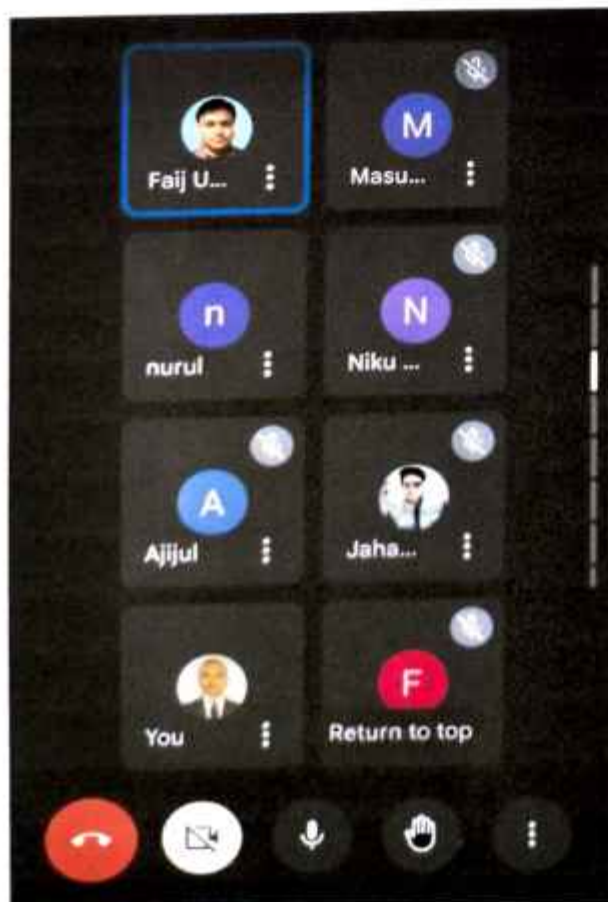 Faij U...
M
Masu...
n
nurul
N
Niku ...
A
Ajijul
Jaha...
You
F
Return to top